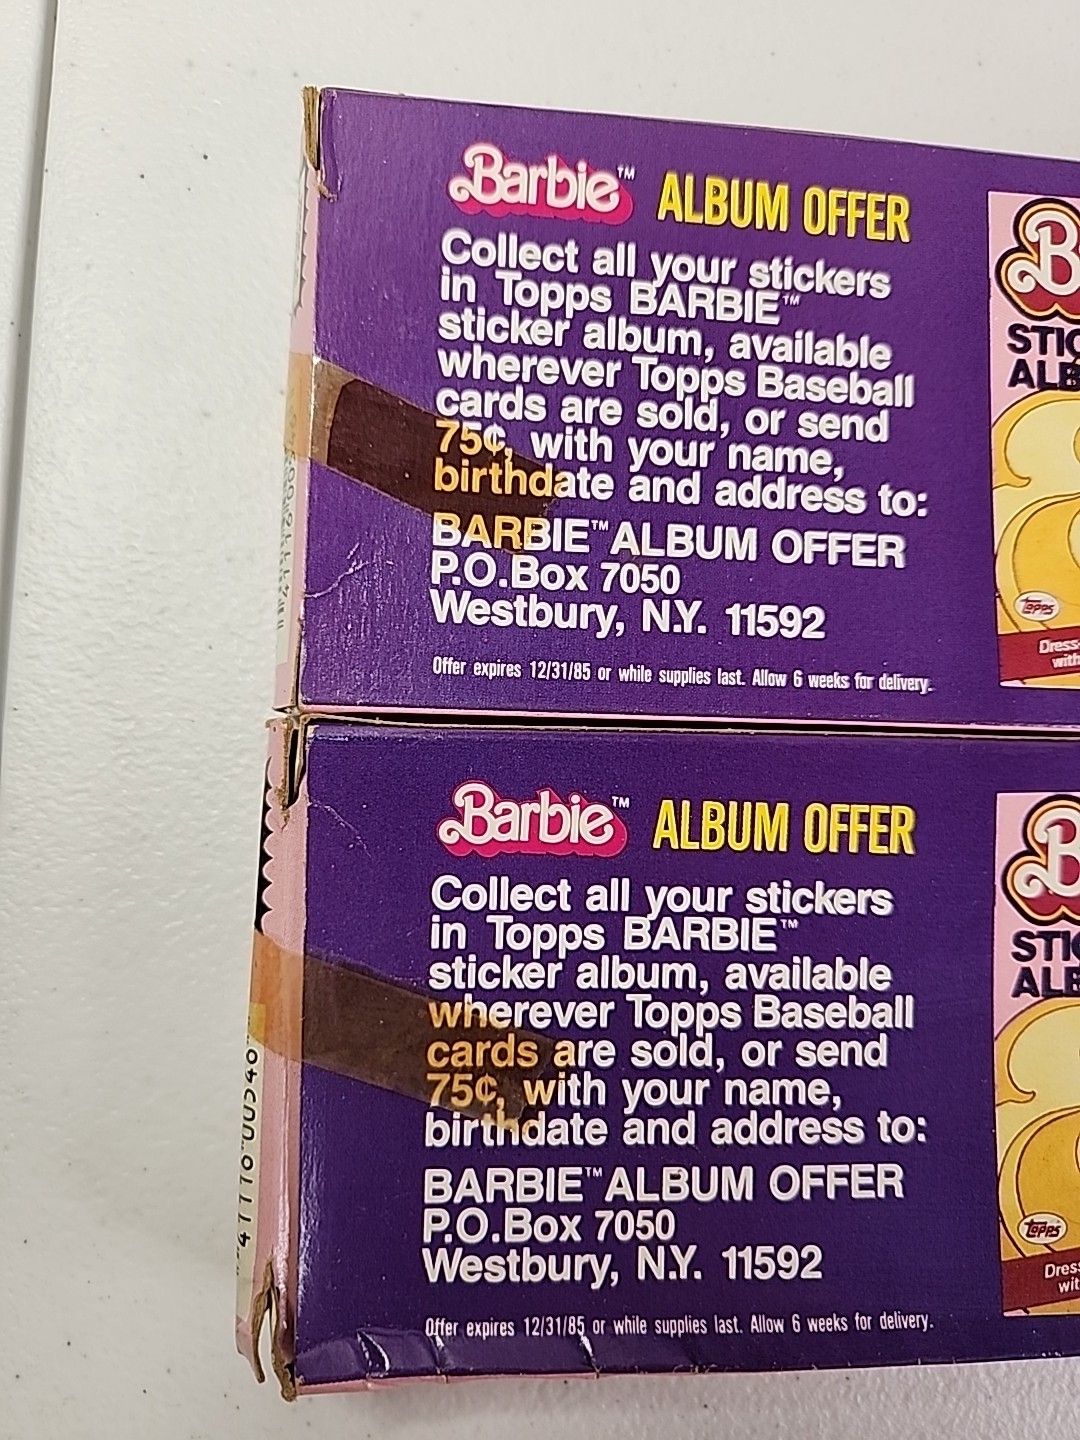 Barbie™ ALBUM OFFER
Collect all your stickers
in Topps BARBIE™
sticker album, available
wherever Topps Baseball
cards are sold, or send
75¢, with your name,
birthdate and address to:
BARBIE™ ALBUM OFFER
P.O.Box 7050
Westbury, N.Y. 11592
Offer expires 12/31/85 or while supplies last. Allow 6 weeks for delivery.
TOPPS
Barbie™ ALBUM OFFER
Collect all your stickers
in Topps BARBIE™
sticker album, available
wherever Topps Baseball
cards are sold, or send
75¢, with your name,
birthdate and address to:
BARBIE™ ALBUM OFFER
P.O.Box 7050
Westbury, N.Y. 11592
Offer expires 12/31/85 or while supplies last. Allow 6 weeks for delivery.
TOPPS